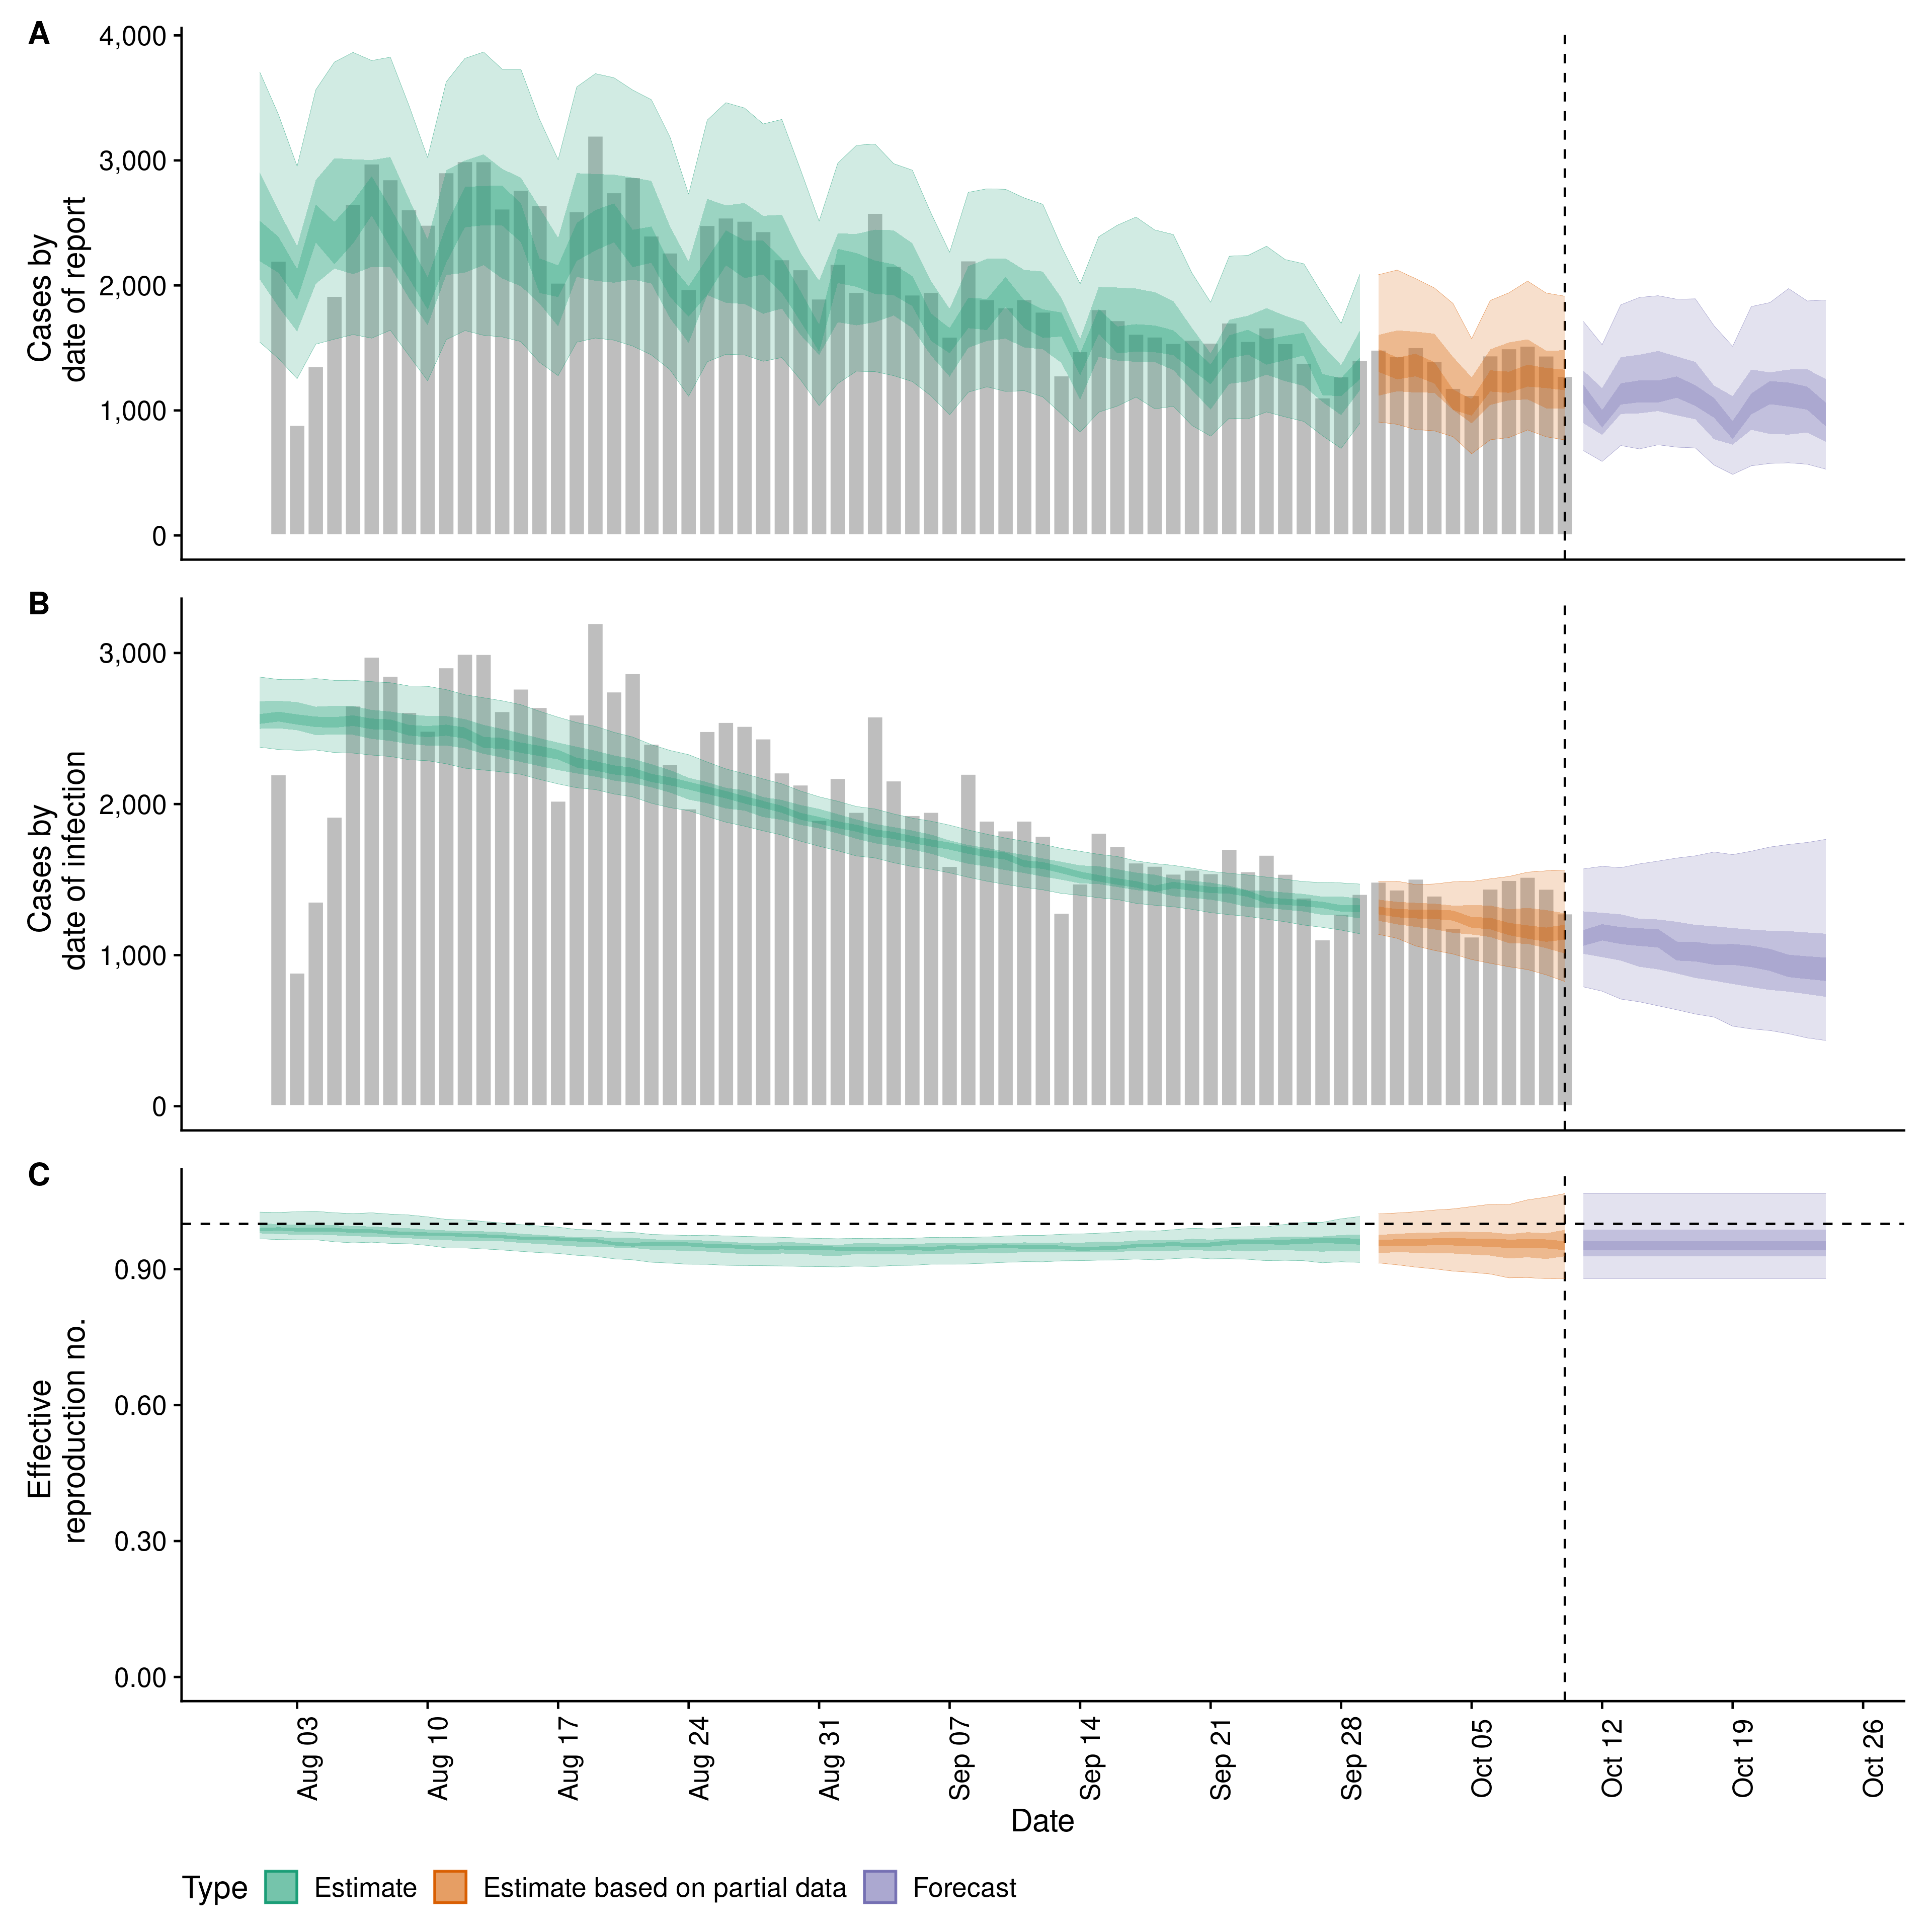 A
4,000
3,000
2,000
1,000
0
Cases by
date of report
B
3,000
2,000
1,000
0
Cases by
date of infection
C
0.90
0.60
0.30
0.00
Effective
reproduction no.
Aug 03
Aug 10
Aug 17
Aug 24
Aug 31
Sep 07
Sep 14
Sep 21
Sep 28
Oct 05
Oct 12
Oct 19
Oct 26
Date
Type Estimate Estimate based on partial data Forecast